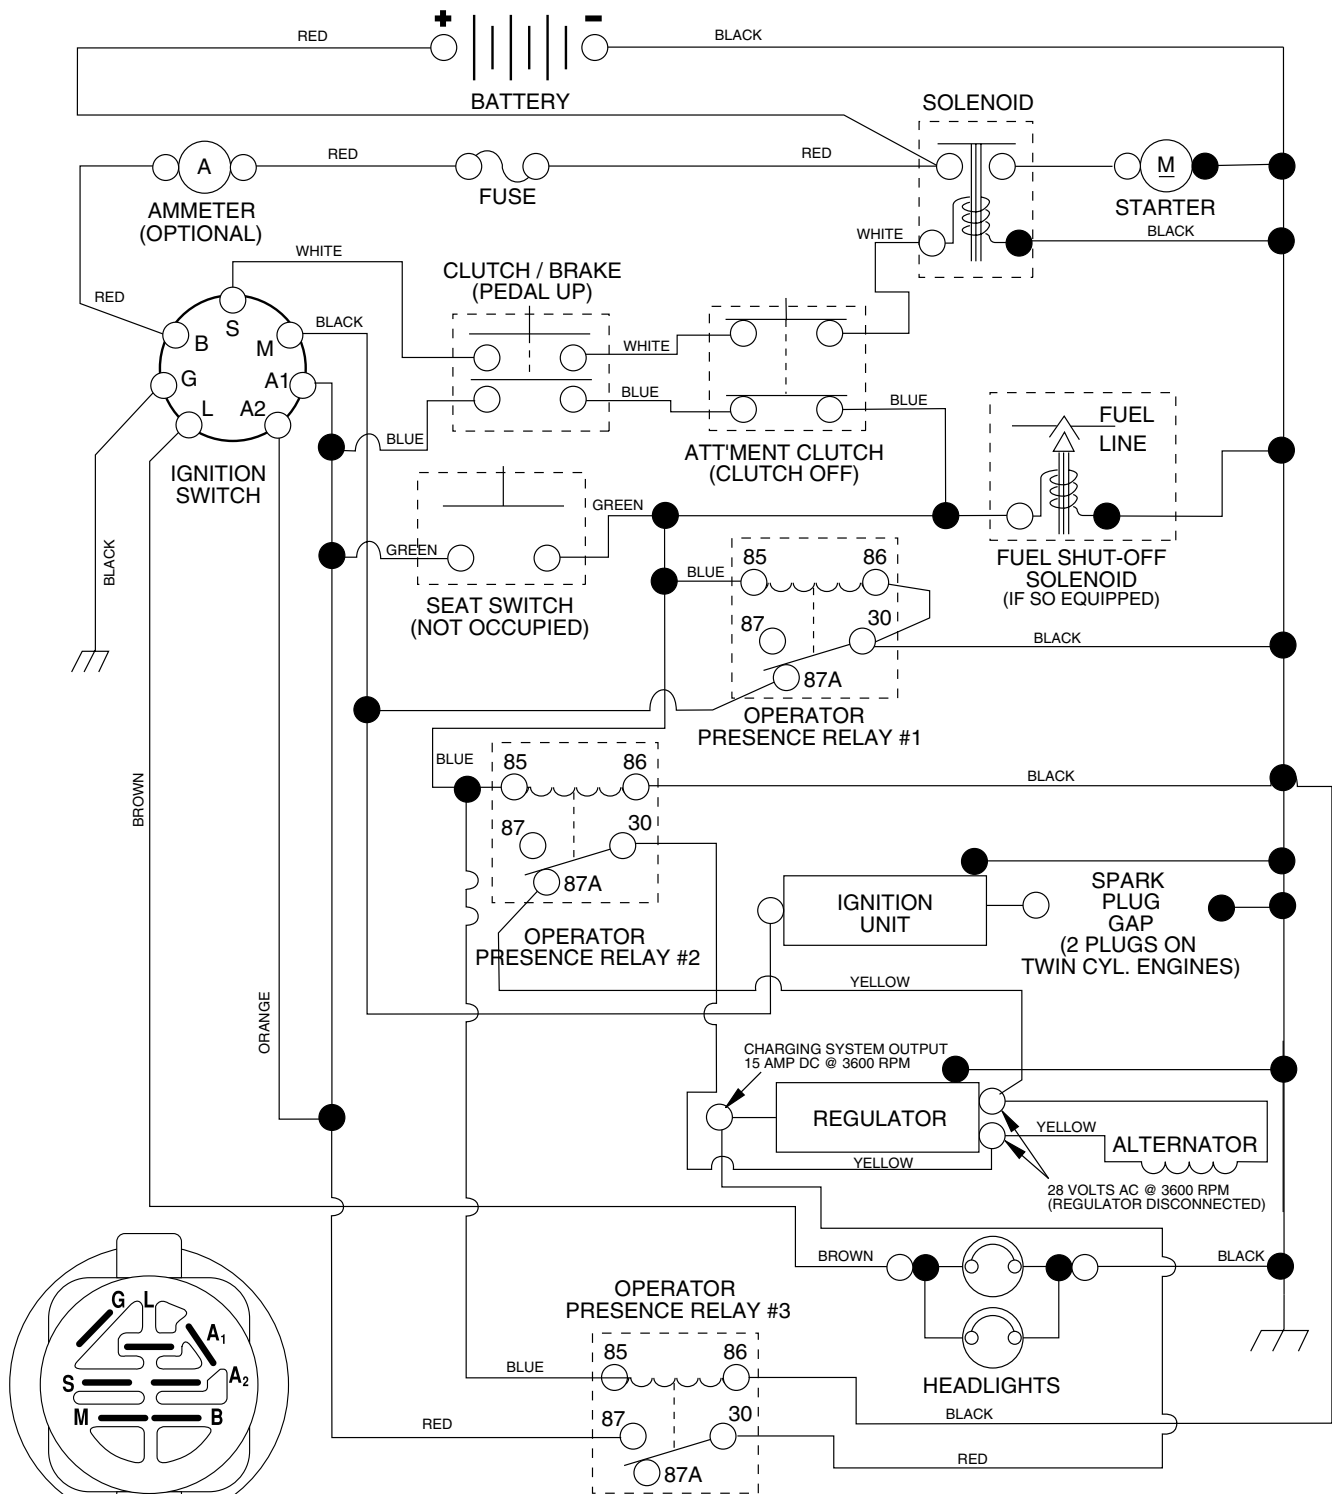 + -
RED
BLACK
BATTERY
SOLENOID
A
RED
RED
M
FUSE
AMMETER
(OPTIONAL)
STARTER
WHITE
BLACK
WHITE
CLUTCH / BRAKE
(PEDAL UP)
RED
S
BLACK
B
M
WHITE
G
A1
BLUE
BLUE
L
A2
FUEL
LINE
BLUE
ATT'MENT CLUTCH
(CLUTCH OFF)
IGNITION
SWITCH
GREEN
BLACK
GREEN
85
86
FUEL SHUT-OFF
SOLENOID
(IF SO EQUIPPED)
BLUE
SEAT SWITCH
(NOT OCCUPIED)
87
30
BLACK
87A
OPERATOR
PRESENCE RELAY #1
BLUE
85
86
BLACK
BROWN
87
30
87A
IGNITION
UNIT
SPARK
PLUG
GAP
(2 PLUGS ON
TWIN CYL. ENGINES)
OPERATOR
PRESENCE RELAY #2
YELLOW
ORANGE
CHARGING SYSTEM OUTPUT
15 AMP DC @ 3600 RPM
REGULATOR
YELLOW
ALTERNATOR
YELLOW
28 VOLTS AC @ 3600 RPM
(REGULATOR DISCONNECTED)
BROWN
BLACK
OPERATOR
PRESENCE RELAY #3
G L
A1
S
A2
M
B
85
86
BLUE
HEADLIGHTS
BLACK
87
30
RED
RED
87A